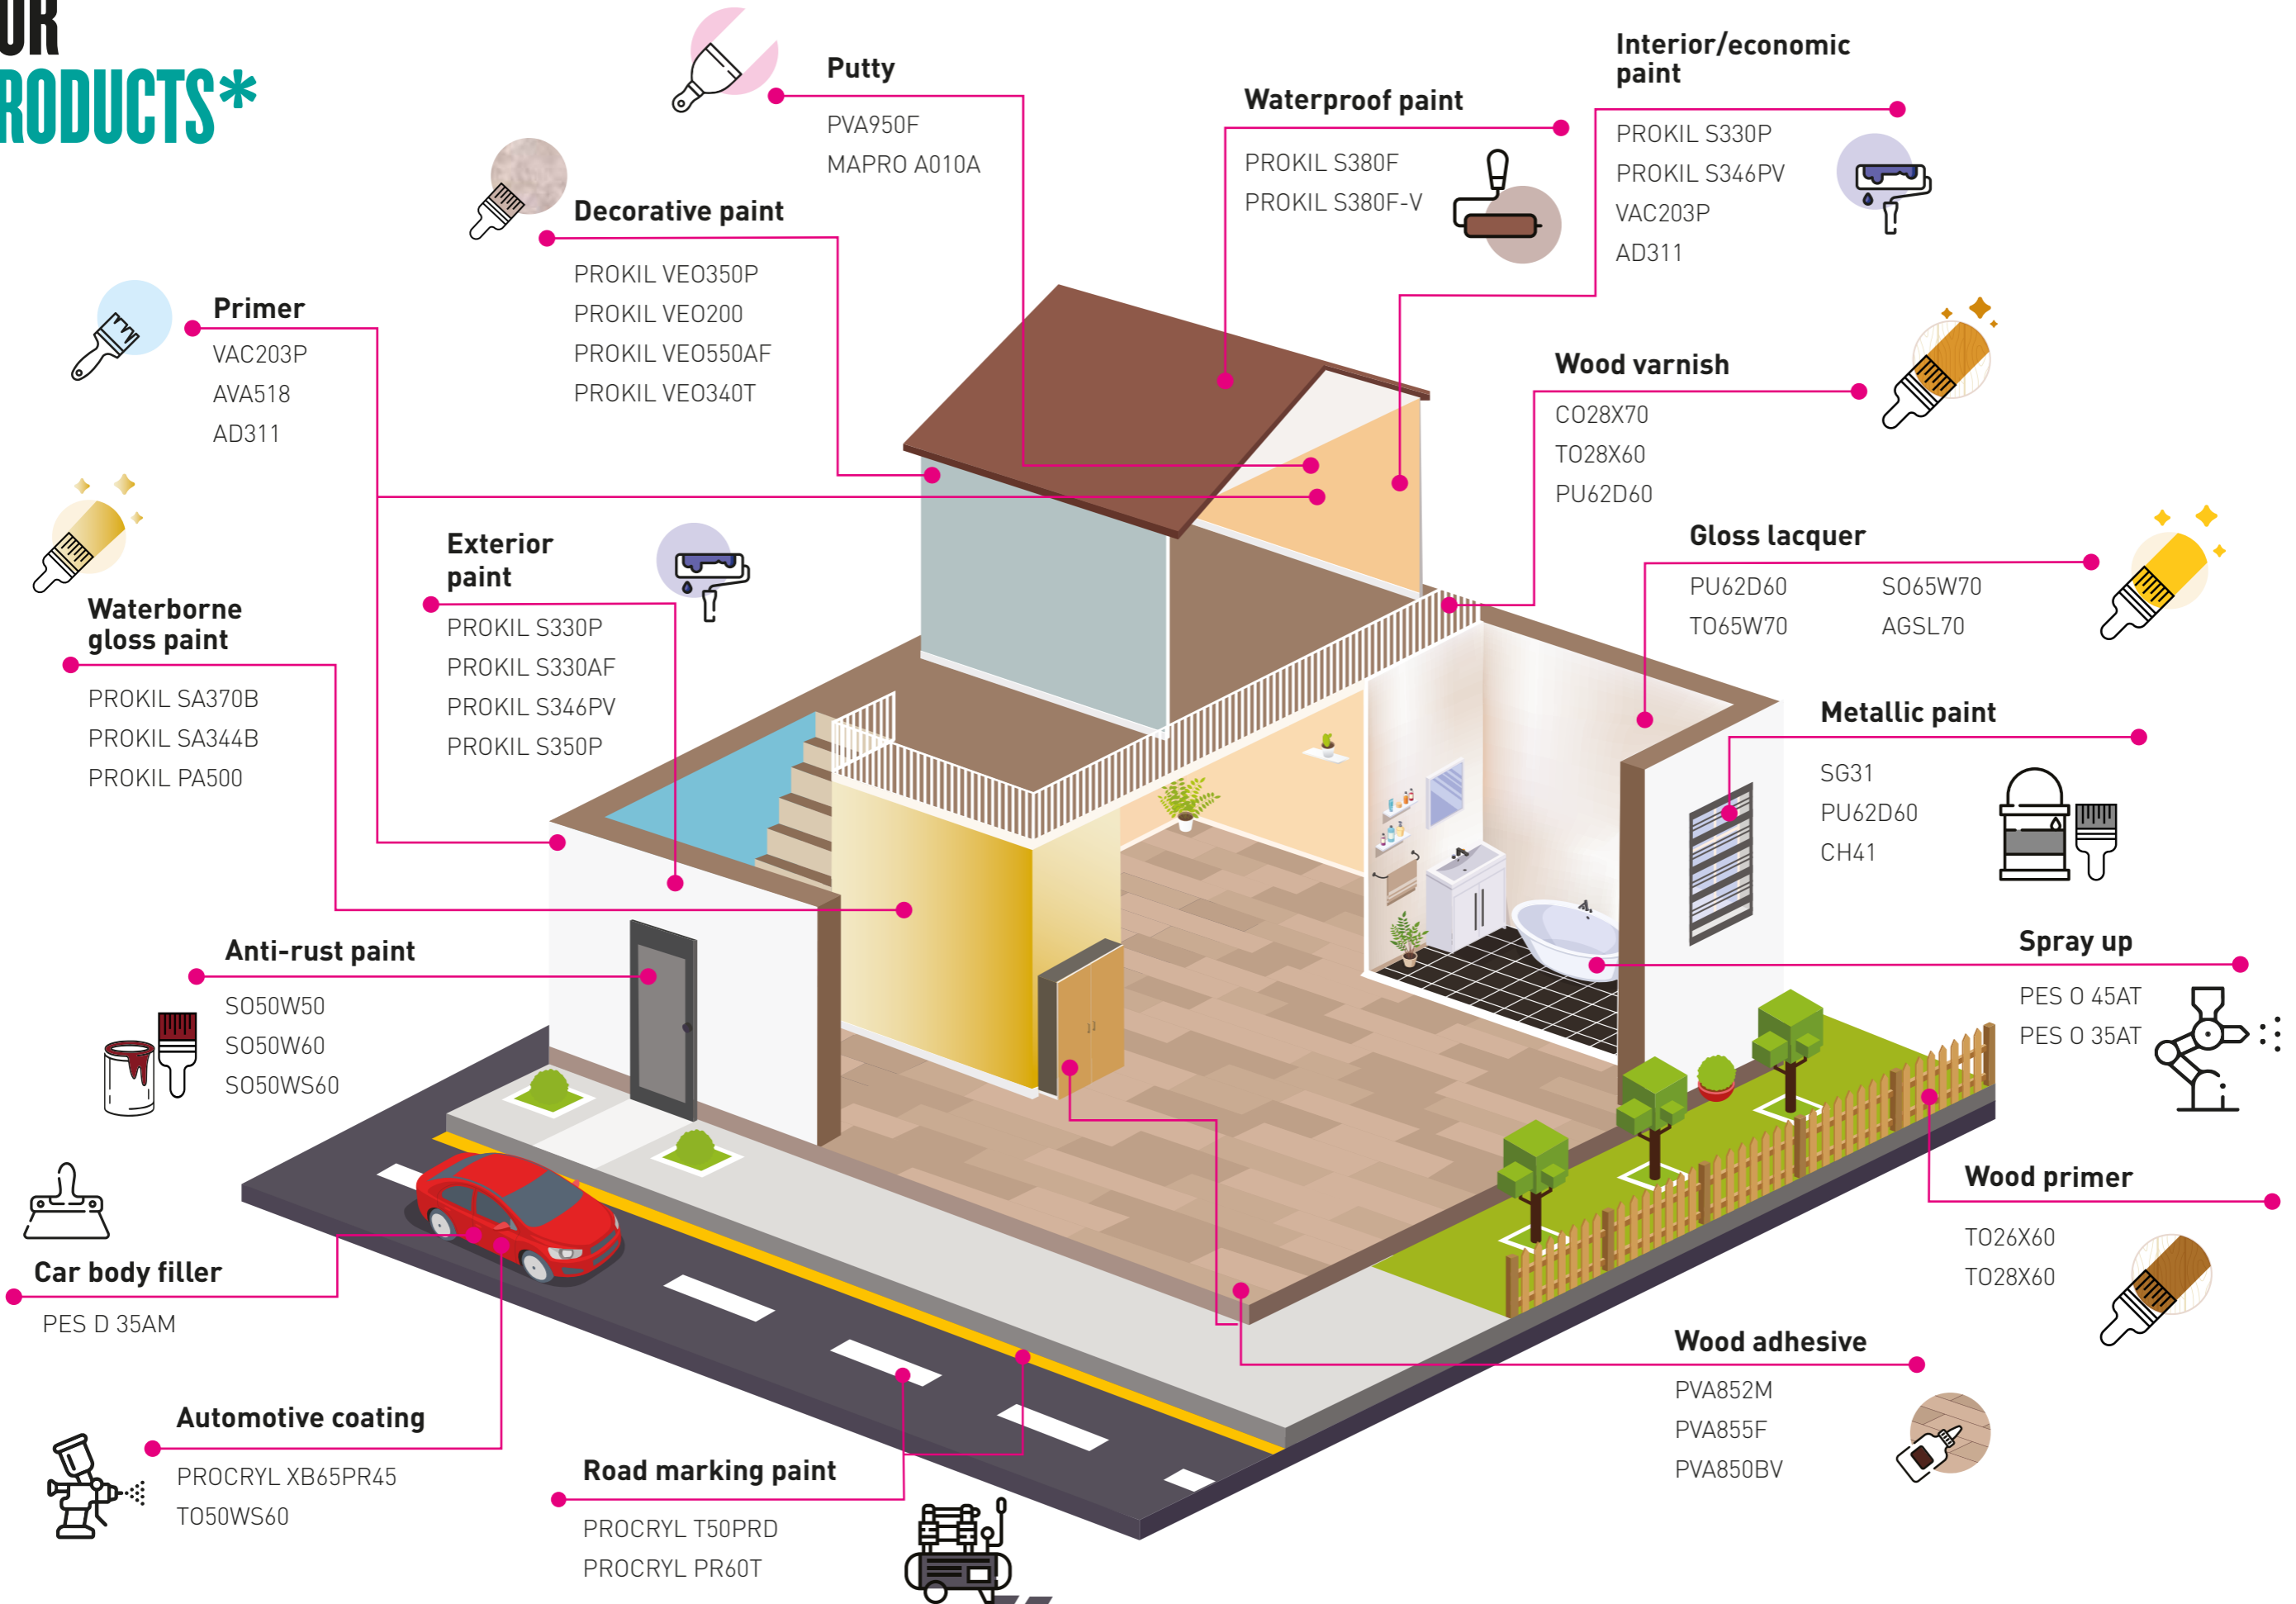 UR
RODUCTS*
Putty
PVA950F
MAPRO A010A
Waterproof paint
PROKIL S380F
PROKIL S380F-V
Interior/economic
paint
PROKIL S330P
PROKIL S346PV
VAC203P
AD311
Decorative paint
PROKIL VEO350P
PROKIL VEO200
PROKIL VEO550AF
PROKIL VEO340T
Primer
VAC203P
AVA518
AD311
Wood varnish
CO28X70
TO28X60
PU62D60
Exterior
paint
PROKIL S330P
PROKIL S330AF
PROKIL S346PV
PROKIL S350P
Gloss lacquer
PU62D60 SO65W70
TO65W70 AGSL70
Waterborne
gloss paint
PROKIL SA370B
PROKIL SA344B
PROKIL PA500
Metallic paint
SG31
PU62D60
CH41
Anti-rust paint
SO50W50
SO50W60
SO50WS60
Spray up
PES O 45AT
PES O 35AT
Wood primer
TO26X60
TO28X60
Car body filler
PES D 35AM
Wood adhesive
PVA852M
PVA855F
PVA850BV
Automotive coating
PROCRYL XB65PR45
TO50WS60
Road marking paint
PROCRYL T50PRD
PROCRYL PR60T